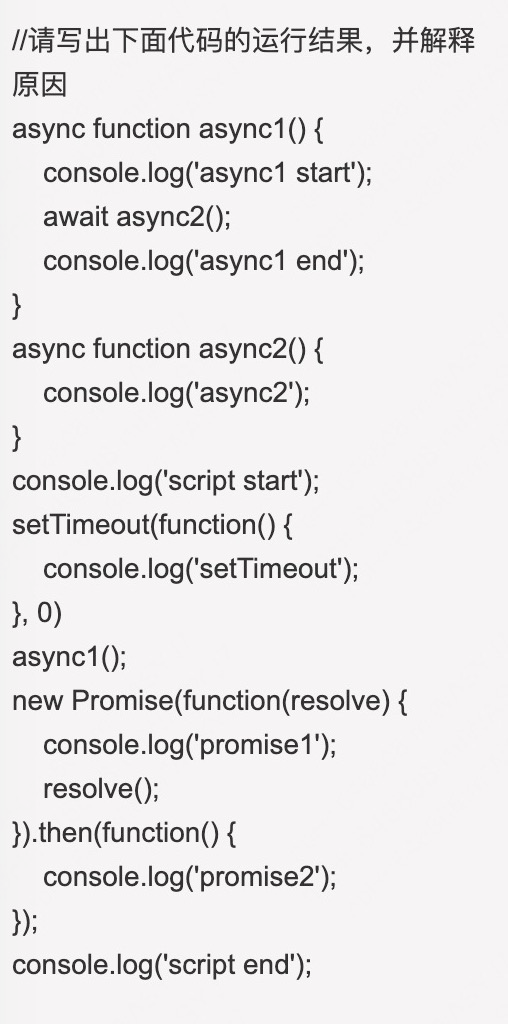 //请写出下面代码的运行结果，并解释
原因
async function async1() {
    console.log('async1 start');
    await async2();
    console.log('async1 end');
}
async function async2() {
    console.log('async2');
}
console.log('script start');
setTimeout(function() {
    console.log('setTimeout');
}, 0)
async1();
new Promise(function(resolve) {
    console.log('promise1');
    resolve();
}).then(function() {
    console.log('promise2');
});
console.log('script end');